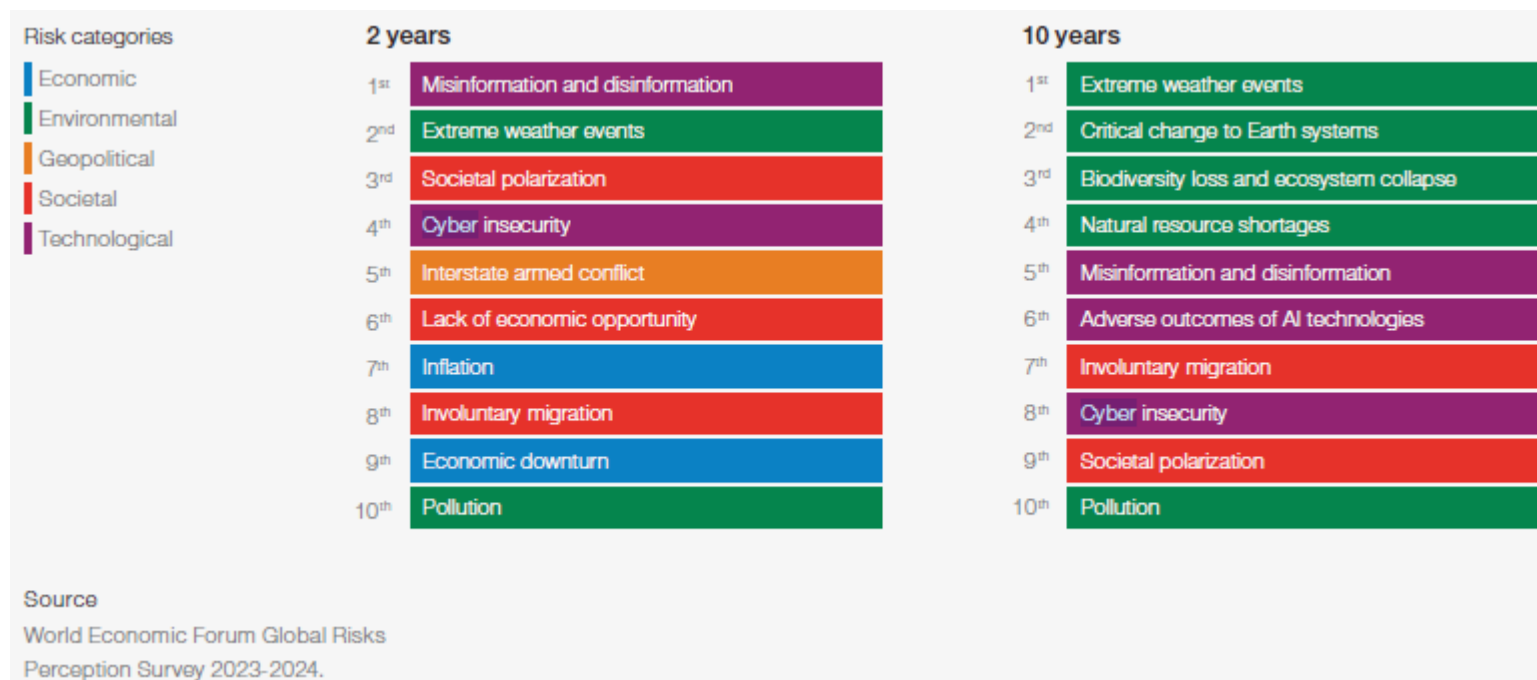 Risk categories
Economic
Environmental
Geopolitical
Societal
Technological
2 years
1st Misinformation and disinformation
2nd Extreme weather events
3rd Societal polarization
4th Cyber insecurity
5th Interstate armed conflict
6th Lack of economic opportunity
7th Inflation
8th Involuntary migration
9th Economic downturn
10th Pollution
10 years
1st Extreme weather events
2nd Critical change to Earth systems
3rd Biodiversity loss and ecosystem collapse
4th Natural resource shortages
5th Misinformation and disinformation
6th Adverse outcomes of AI technologies
7th Involuntary migration
8th Cyber insecurity
9th Societal polarization
10th Pollution
Source
World Economic Forum Global Risks
Perception Survey 2023-2024.